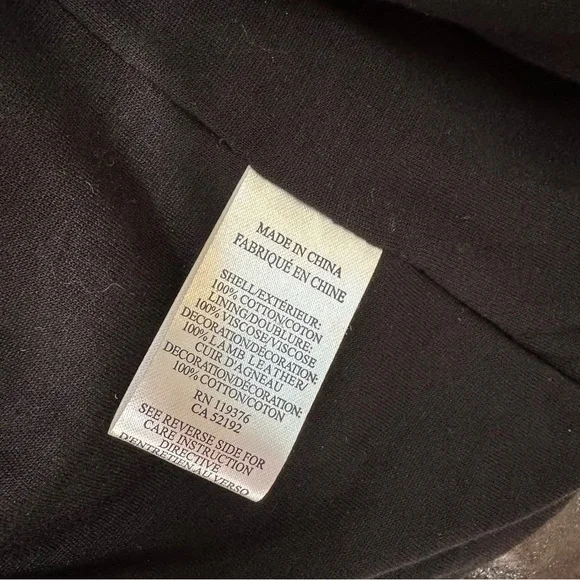 MADE IN CHINA
FABRIQUÉ EN CHINE
SHELL/EXTÉRIEUR:
100% COTTON/COTON
LINING/DOUBLURE:
100% VISCOSE/VISCOSE
DECORATION/DÉCORATION:
100% LAMB LEATHER/
CUIR D'AGNEAU
DECORATION/DÉCORATION:
100% COTTON/COTON
RN 119376
CA 52192
SEE REVERSE SIDE FOR
CARE INSTRUCTION
DIRECTIVE
D'ENTRETIEN AU VERSO